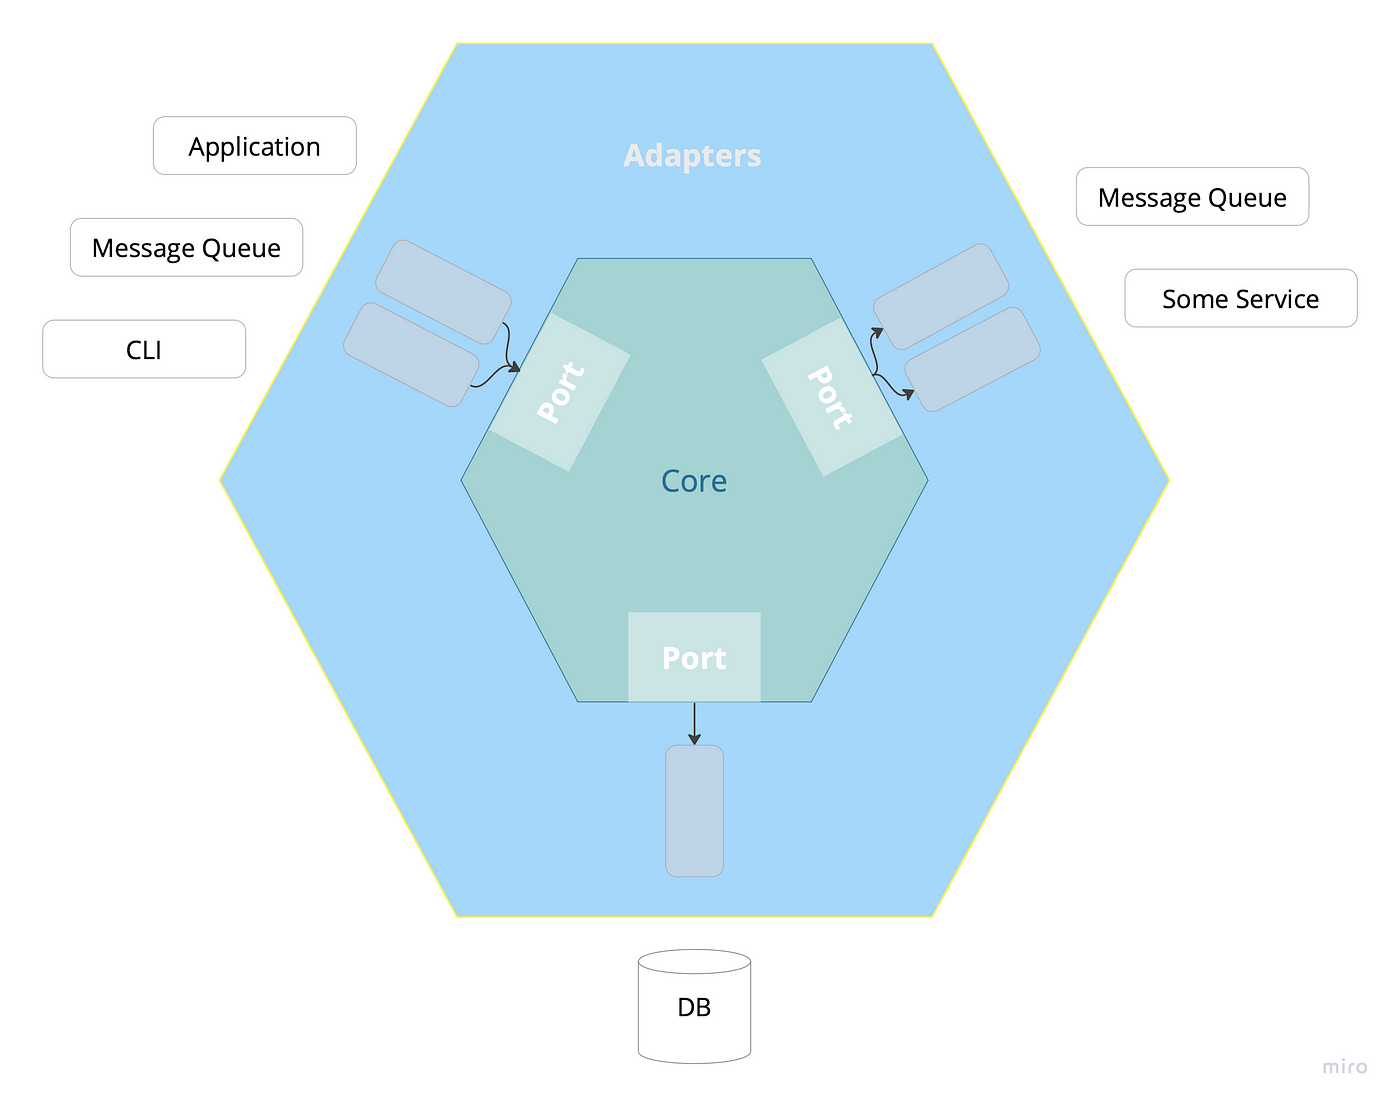 Adapters
Application
Message Queue
CLI
Message Queue
Some Service
Port
Port
Core
Port
DB
miro